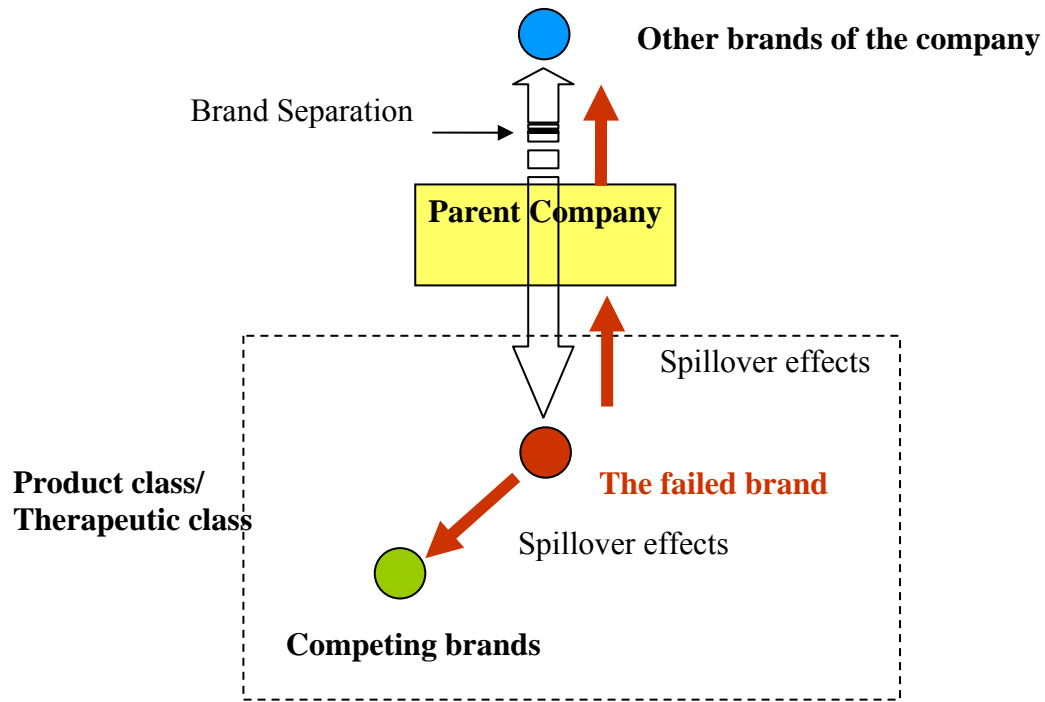 Other brands of the company
Brand Separation
Parent Company
Spillover effects
Product class/
Therapeutic class
The failed brand
Spillover effects
Competing brands